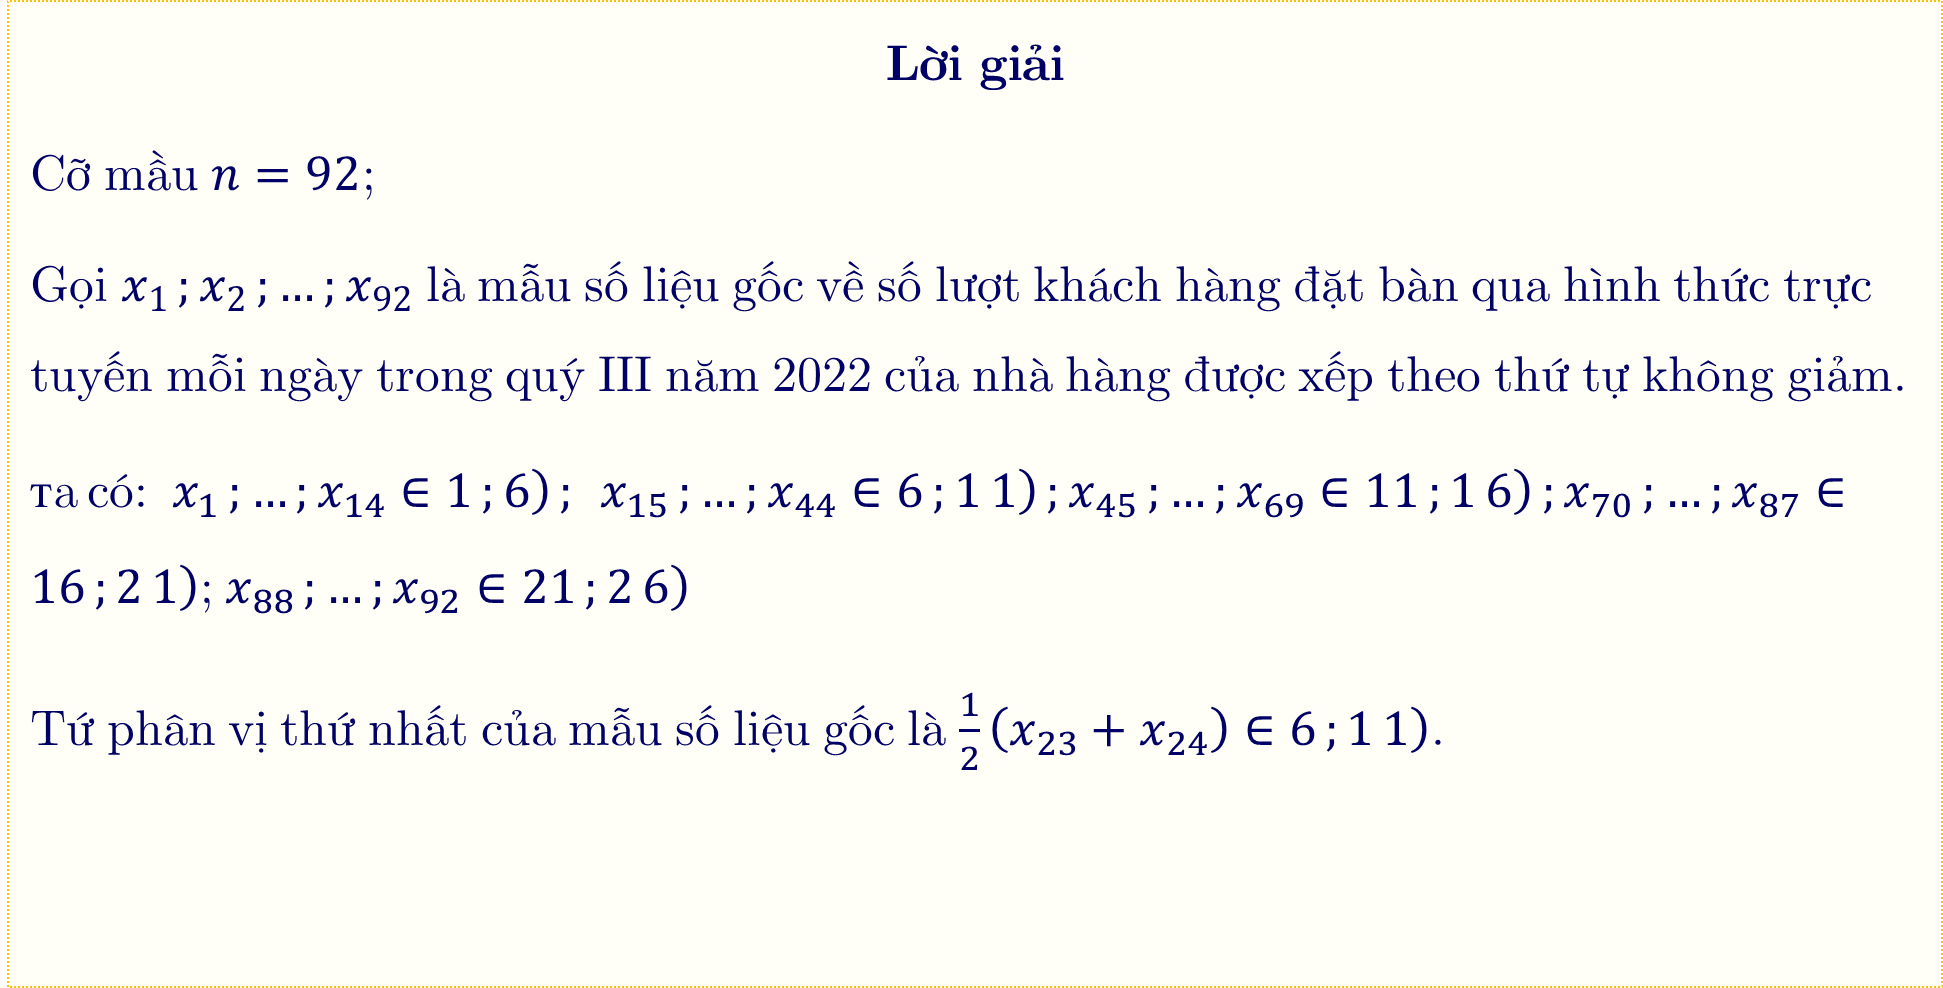 Lời giải
Cỡ mầu n = 92;
Gọi x₁ ; x₂ ; … ; x₉₂ là mẫu số liệu gốc về số lượt khách hàng đặt bàn qua hình thức trực
tuyến mỗi ngày trong quý III năm 2022 của nhà hàng được xếp theo thứ tự không giảm.
Ta có: x₁ ; … ; x₁₄ ∈ 1 ; 6) ; x₁₅ ; … ; x₄₄ ∈ 6 ; 1 1) ; x₄₅ ; … ; x₆₉ ∈ 11 ; 1 6) ; x₇₀ ; … ; x₈₇ ∈
16 ; 2 1); x₈₈ ; … ; x₉₂ ∈ 21 ; 2 6)
Tứ phân vị thứ nhất của mẫu số liệu gốc là 1/2 (x₂₃ + x₂₄) ∈ 6 ; 1 1).